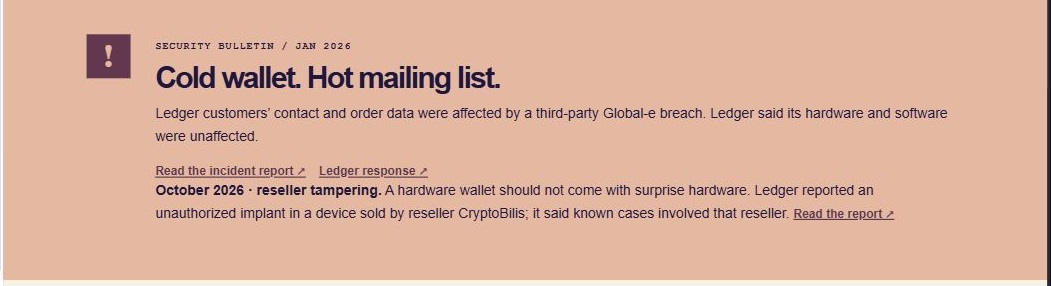 !
SECURITY BULLETIN / JAN 2026
Cold wallet. Hot mailing list.
Ledger customers’ contact and order data were affected by a third-party Global-e breach. Ledger said its hardware and software
were unaffected.
Read the incident report ↗ Ledger response ↗
October 2026 · reseller tampering. A hardware wallet should not come with surprise hardware. Ledger reported an
unauthorized implant in a device sold by reseller CryptoBilis; it said known cases involved that reseller. Read the report ↗